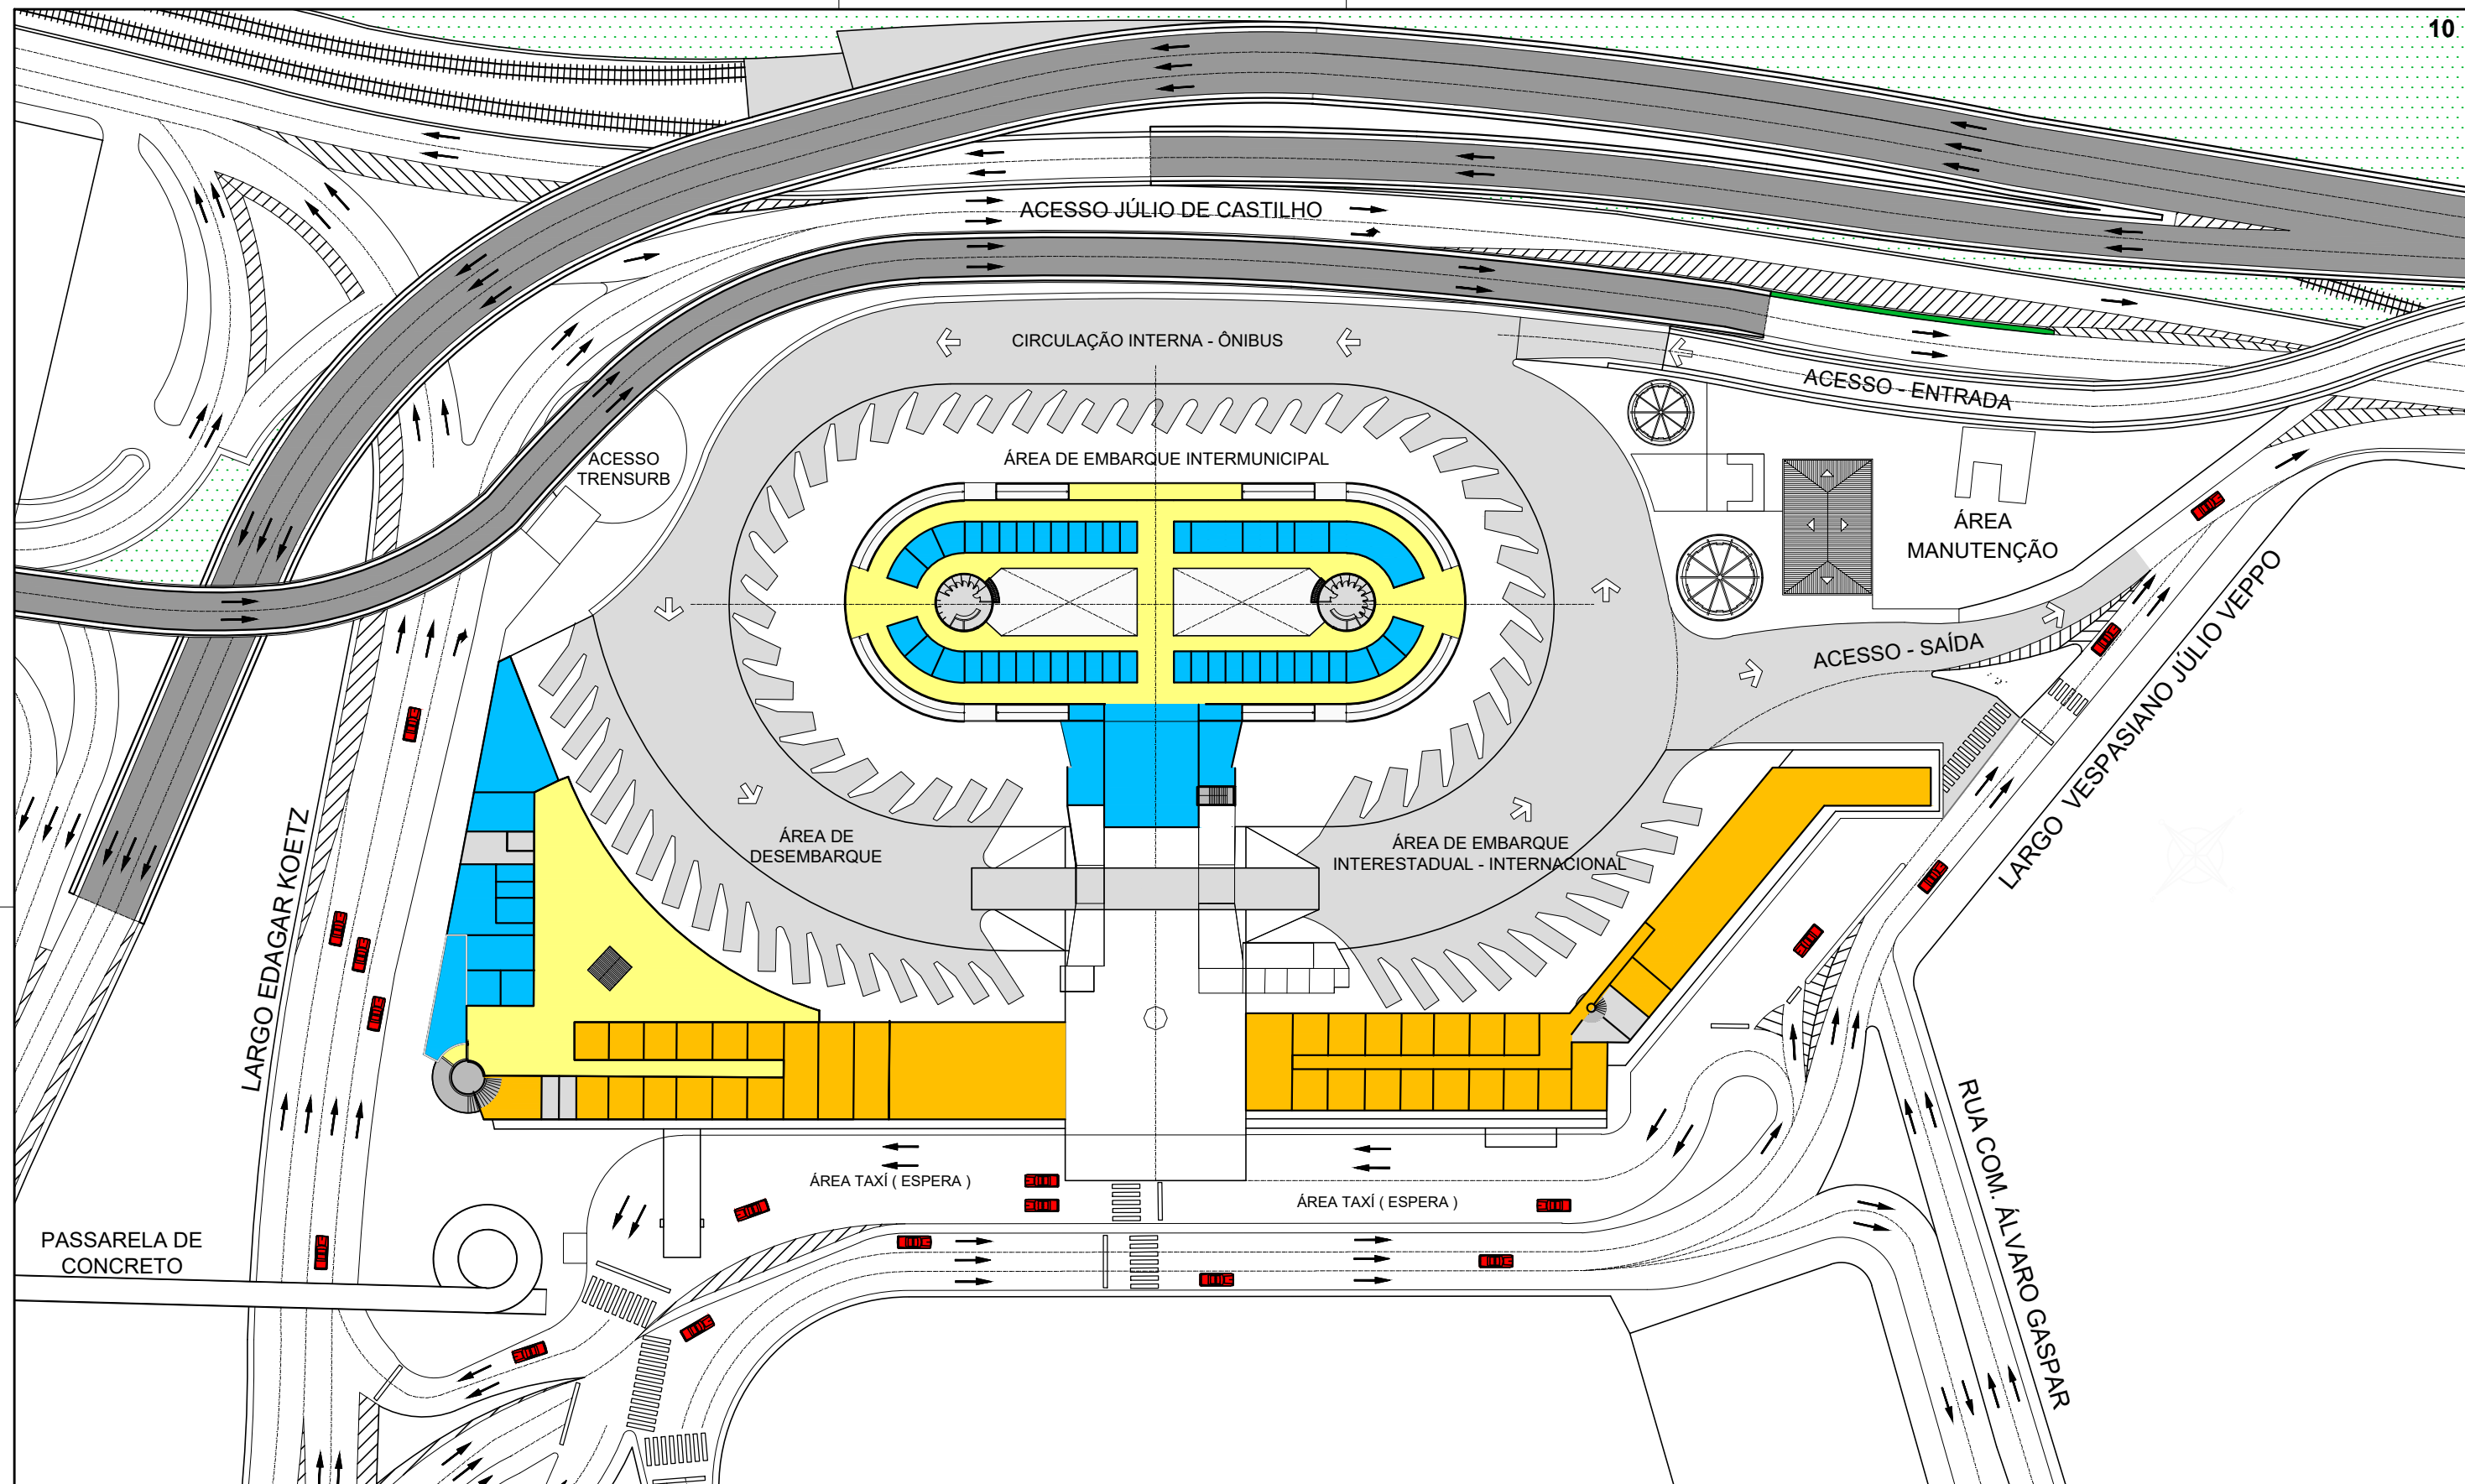 10
ACESSO JÚLIO DE CASTILHO
CIRCULAÇÃO INTERNA - ÔNIBUS
ACESSO - ENTRADA
ACESSO
TRENSURB
ÁREA DE EMBARQUE INTERMUNICIPAL
ÁREA
MANUTENÇÃO
ACESSO - SAÍDA
LARGO VESPASIANO JÚLIO VEPPO
LARGO EDAGAR KOETZ
ÁREA DE
DESEMBARQUE
ÁREA DE EMBARQUE
INTERESTADUAL - INTERNACIONAL
RUA COM. ÁLVARO GASPAR
ÁREA TAXÍ ( ESPERA )
ÁREA TAXÍ ( ESPERA )
PASSARELA DE
CONCRETO